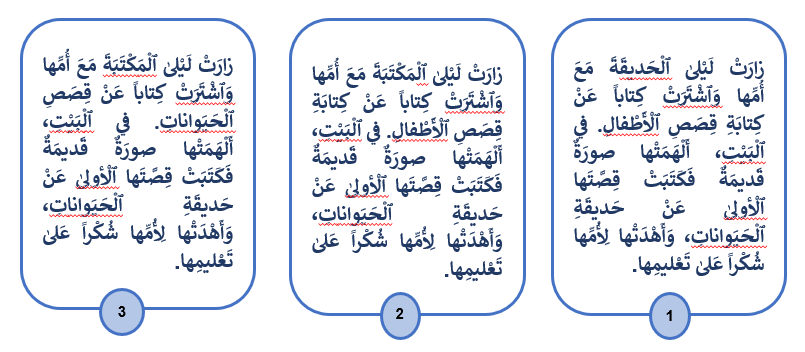 زارَتْ لَيْلىٰ ٱلْحَديقَةَ مَعَ
أُمِّها وَٱشْتَرَتْ كِتاباً عَنْ
كِتابَةِ قِصَصِ ٱلْأَطْفالِ. في
ٱلْبَيْتِ، أَلْهَمَتْها صورَةٌ
قَديمَةٌ فَكَتَبَتْ قِصَّتَها
ٱلْأولىٰ عَنْ حَديقَةِ
ٱلْحَيَواناتِ، وَأَهْدَتْها لِأُمِّها
شُكْراً عَلىٰ تَعْليمِها.
1
زارَتْ لَيْلىٰ ٱلْمَكْتَبَةَ مَعَ أُمِّها
وَٱشْتَرَتْ كِتاباً عَنْ كِتابَةِ
قِصَصِ ٱلْأَطْفالِ. في ٱلْبَيْتِ،
أَلْهَمَتْها صورَةٌ قَديمَةٌ
فَكَتَبَتْ قِصَّتَها ٱلْأولىٰ عَنْ
حَديقَةِ ٱلْحَيَواناتِ،
وَأَهْدَتْها لِأُمِّها شُكْراً عَلىٰ
تَعْليمِها.
2
زارَتْ لَيْلىٰ ٱلْمَكْتَبَةَ مَعَ أُمِّها
وَٱشْتَرَتْ كِتاباً عَنْ قِصَصِ
ٱلْحَيَواناتِ. في ٱلْبَيْتِ،
أَلْهَمَتْها صورَةٌ قَديمَةٌ
فَكَتَبَتْ قِصَّتَها ٱلْأولىٰ عَنْ
حَديقَةِ ٱلْحَيَواناتِ،
وَأَهْدَتْها لِأُمِّها شُكْراً عَلىٰ
تَعْليمِها.
3